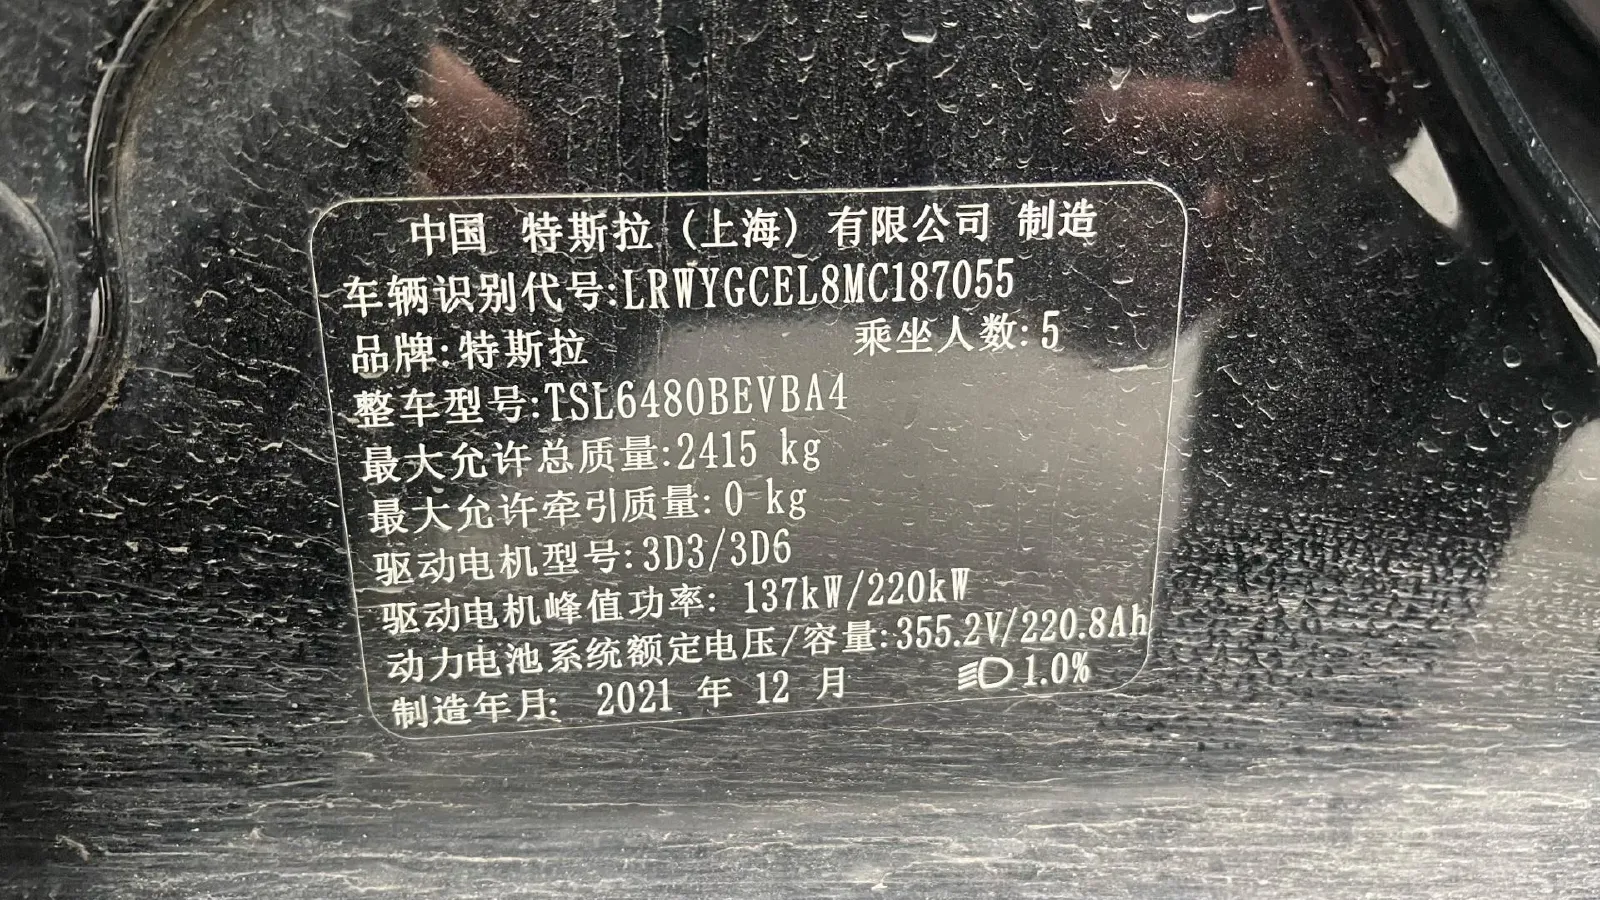 中国 特斯拉（上海）有限公司 制造
车辆识别代号:LRWYGCEL8MC187055
品牌:特斯拉 乘坐人数:5
整车型号:TSL6480BEVBA4
最大允许总质量:2415 kg
最大允许牵引质量:0 kg
驱动电机型号:3D3/3D6
驱动电机峰值功率: 137kW/220kW
动力电池系统额定电压/容量:355.2V/220.8Ah
制造年月: 2021 年 12 月 1.0%